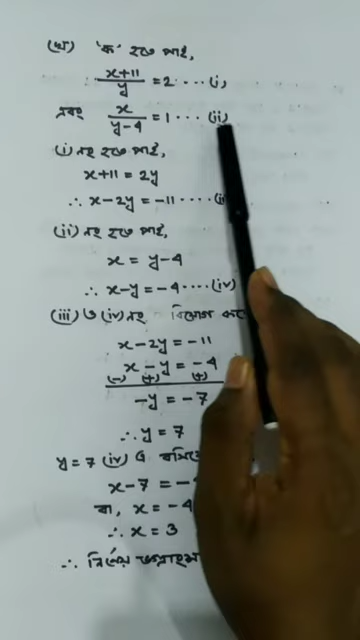 (খ) 'ক' হতে পাই,
x+11/y = 2 ···· (i)
এবং x/y-4 = 1 ···· (ii)
(i) নং হতে পাই,
x+11 = 2y
∴ x-2y = -11 ····
(ii) নং হতে পাই,
x = y-4
∴ x-y = -4 ···· (iv)
(iii) ও (iv) নং বিয়োগ
x-2y = -11
x-y = -4
(-) (+) (+)
-y = -7
∴ y = 7
y = 7 (iv) এ
x-7 =
বা, x = -4
∴ x = 3
∴ নির্ণেয় ভগ্নাংশ